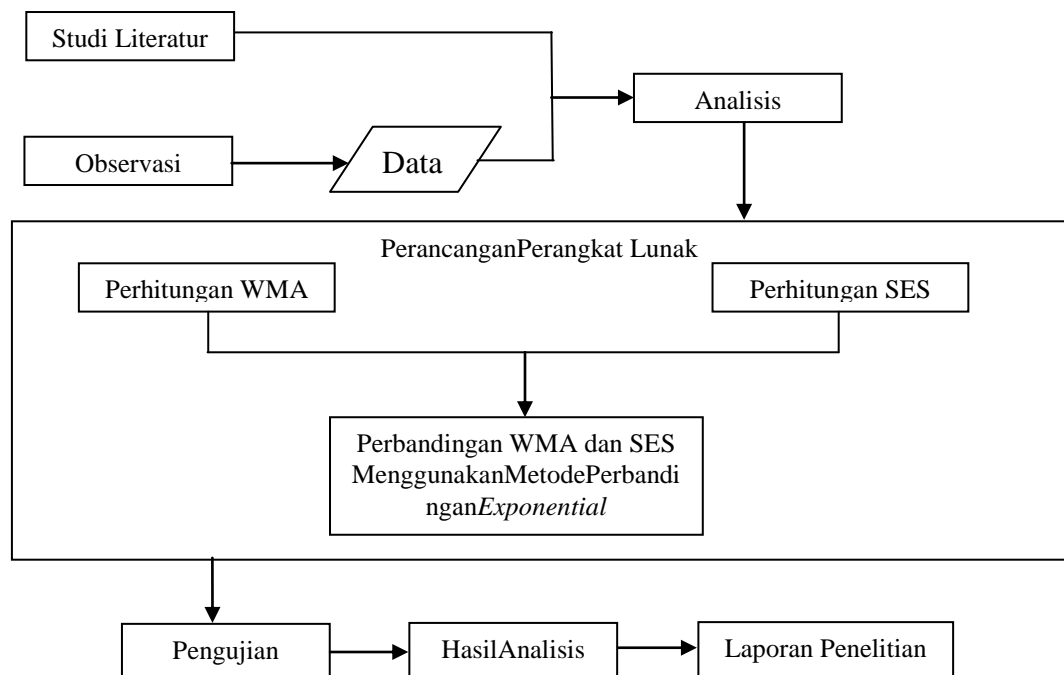 Studi Literatur
Analisis
Observasi
Data
PerancanganPerangkat Lunak
Perhitungan WMA
Perhitungan SES
Perbandingan WMA dan SES
MenggunakanMetodePerbandi
nganExponential
Pengujian
HasilAnalisis
Laporan Penelitian